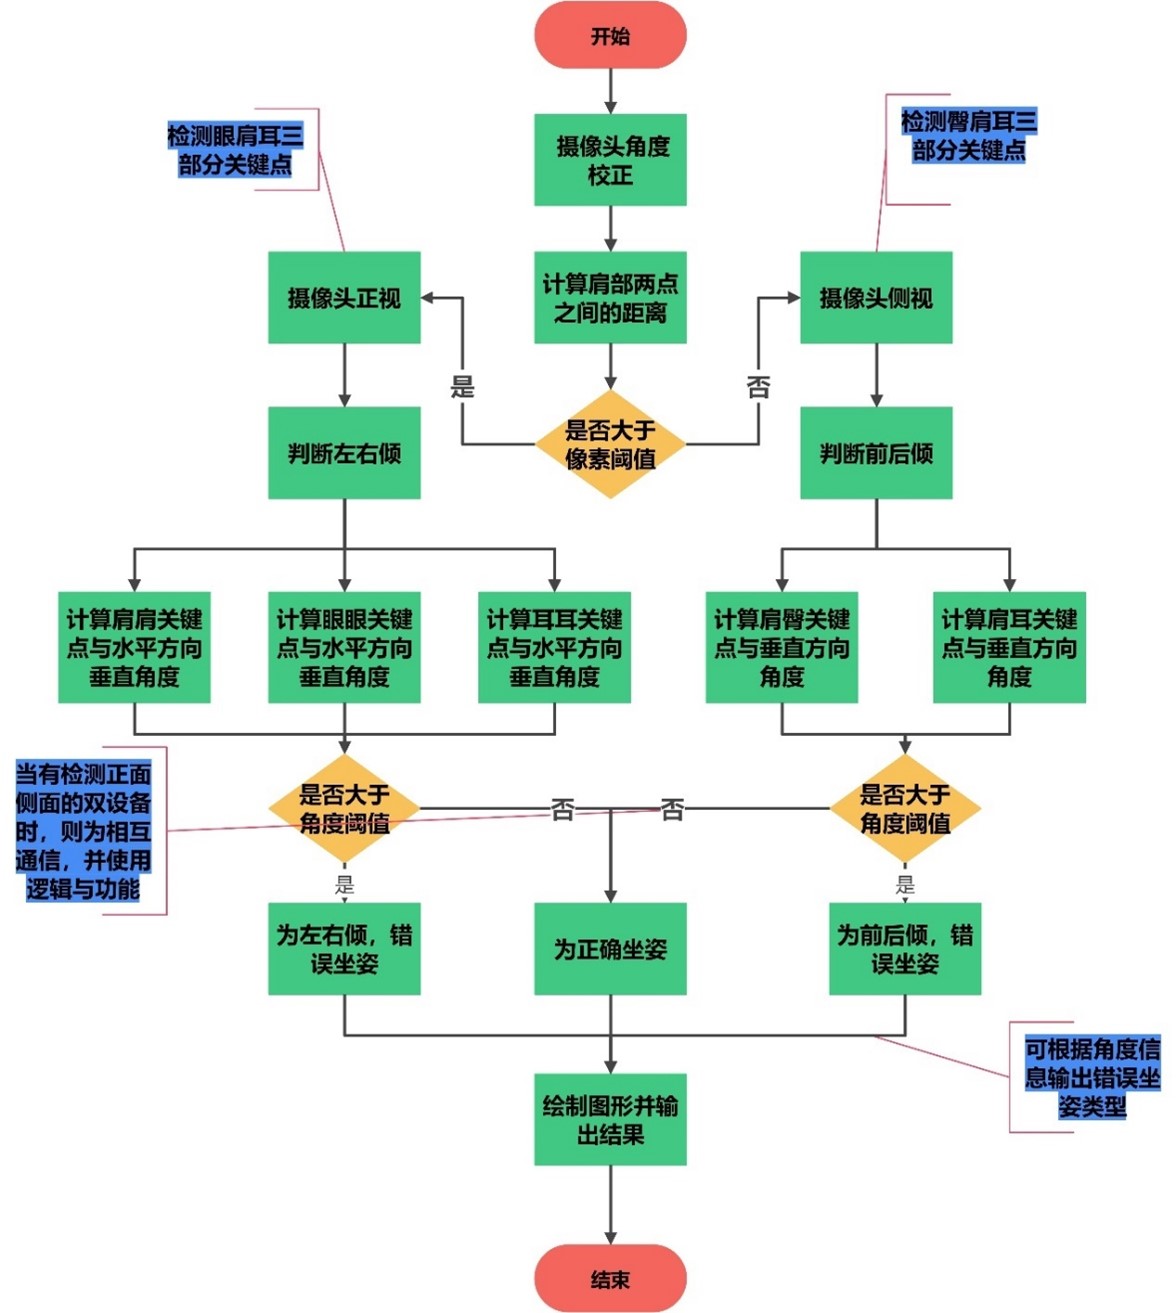 开始
检测眼肩耳三
部分关键点
摄像头角度
校正
检测臀肩耳三
部分关键点
摄像头正视
计算肩部两点
之间的距离
摄像头侧视
是
否
判断左右倾
是否大于
像素阈值
判断前后倾
计算肩肩关键
点与水平方向
垂直角度
计算眼眼关键
点与水平方向
垂直角度
计算耳耳关键
点与水平方向
垂直角度
计算肩臀关键
点与垂直方向
角度
计算肩耳关键
点与垂直方向
角度
当有检测正面
侧面的双设备
时，则为相互
通信，并使用
逻辑与功能
是否大于
角度阈值
否
否
是否大于
角度阈值
是
是
为左右倾，错
误坐姿
为正确坐姿
为前后倾，错
误坐姿
可根据角度信
息输出错误坐
姿类型
绘制图形并输
出结果
结束